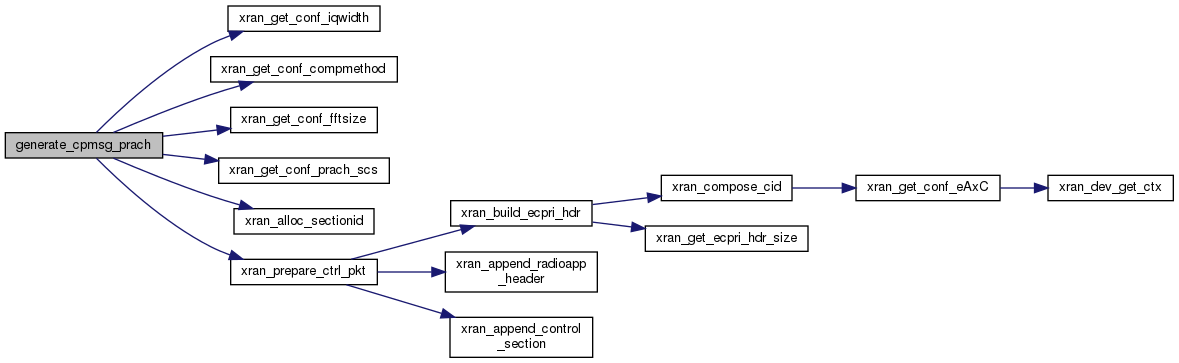 xran_get_conf_iqwidth
xran_get_conf_compmethod
xran_get_conf_fftsize
generate_cpmsg_prach
xran_get_conf_prach_scs
xran_compose_cid
xran_get_conf_eAxC
xran_dev_get_ctx
xran_alloc_sectionid
xran_build_ecpri_hdr
xran_get_ecpri_hdr_size
xran_prepare_ctrl_pkt
xran_append_radioapp
_header
xran_append_control
_section